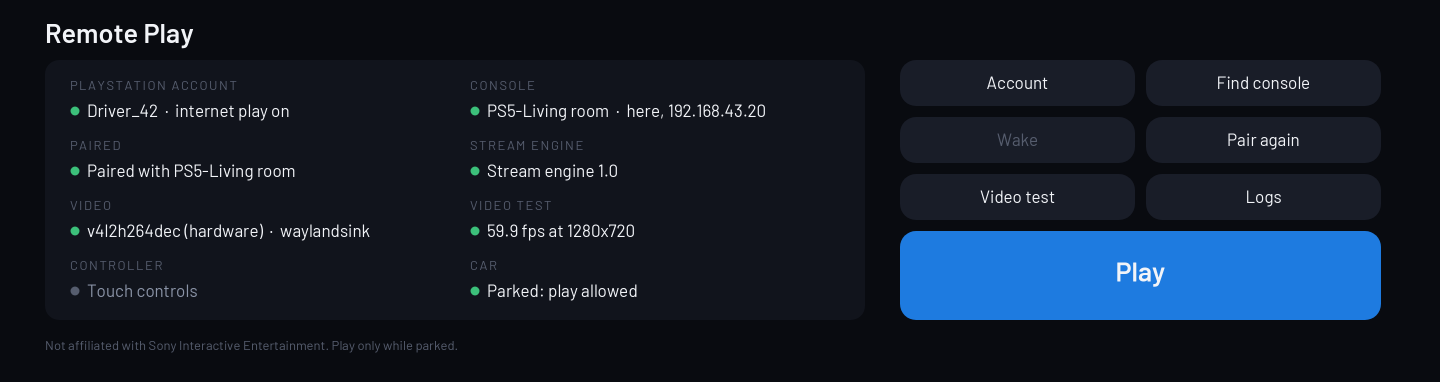 Remote Play
PLAYSTATION ACCOUNT
Driver_42 · internet play on
CONSOLE
PS5-Living room · here, 192.168.43.20
PAIRED
Paired with PS5-Living room
STREAM ENGINE
Stream engine 1.0
VIDEO
v4l2h264dec (hardware) · waylandsink
VIDEO TEST
59.9 fps at 1280x720
CONTROLLER
Touch controls
CAR
Parked: play allowed
Account
Find console
Wake
Pair again
Video test
Logs
Play
Not affiliated with Sony Interactive Entertainment. Play only while parked.